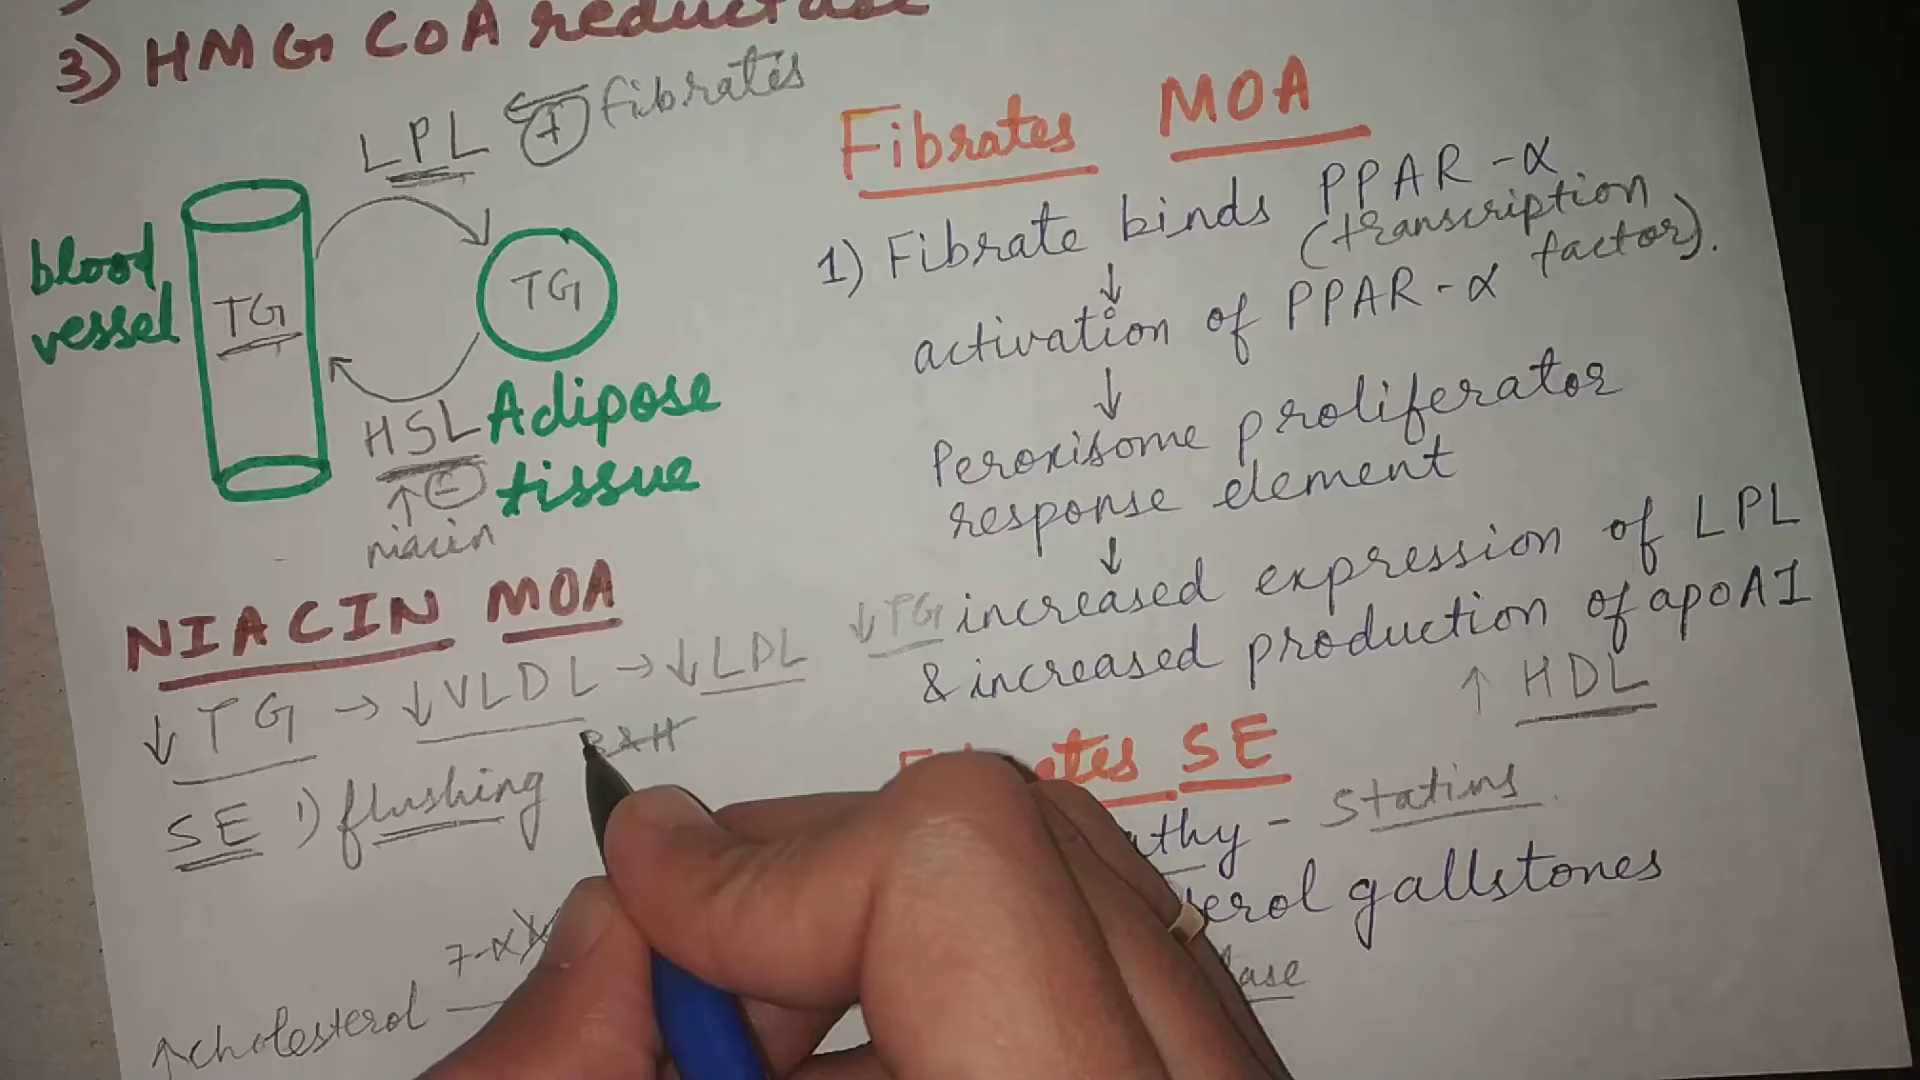 3) HMG COA reductase
LPL + fibrates
blood
vessel
TG
TG
HSL
Adipose
tissue
-
niacin
NIACIN MOA
↓ TG → ↓ VLDL → ↓ LDL
SE 1) flushing
7-α
↑cholesterol
Fibrates MOA
1) Fibrate binds PPAR-α
(transcription
factor).
↓
activation of PPAR-α
↓
Peroxisome proliferator
response element
↓
↓TG increased expression of LPL
& increased production of apoAI
↑ HDL
SE
- Statins
gallstones